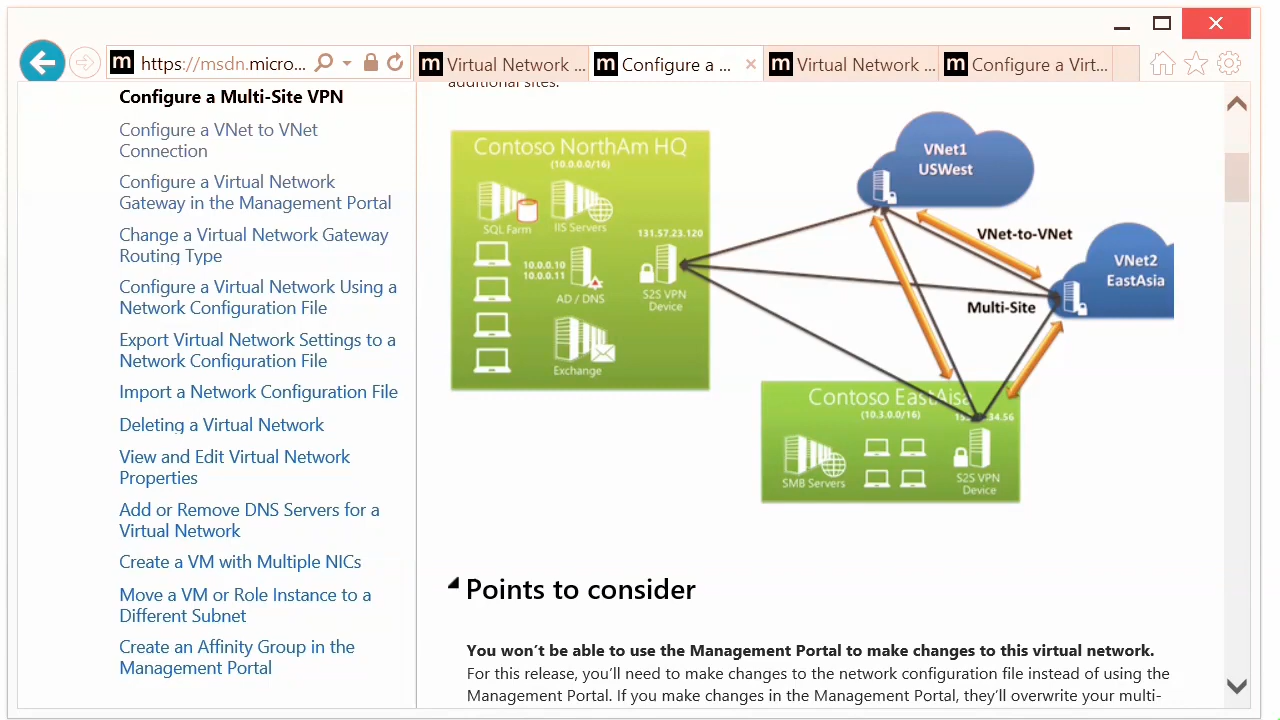 https://msdn.micro...
Virtual Network ...
Configure a ...
Virtual Network ...
Configure a Virt...
Configure a Multi-Site VPN
Configure a VNet to VNet
Connection
Configure a Virtual Network
Gateway in the Management Portal
Change a Virtual Network Gateway
Routing Type
Configure a Virtual Network Using a
Network Configuration File
Export Virtual Network Settings to a
Network Configuration File
Import a Network Configuration File
Deleting a Virtual Network
View and Edit Virtual Network
Properties
Add or Remove DNS Servers for a
Virtual Network
Create a VM with Multiple NICs
Move a VM or Role Instance to a
Different Subnet
Create an Affinity Group in the
Management Portal
additional sites.
Contoso NorthAm HQ
(10.0.0.0/16)
SQL Farm
IIS Servers
131.57.23.120
10.0.0.10
10.0.0.11
AD / DNS
S2S VPN
Device
Exchange
VNet1
USWest
VNet-to-VNet
VNet2
EastAsia
Multi-Site
Contoso EastAisa
(10.3.0.0/16)
34.56
SMB Servers
S2S VPN
Device
Points to consider
You won't be able to use the Management Portal to make changes to this virtual network.
For this release, you'll need to make changes to the network configuration file instead of using the
Management Portal. If you make changes in the Management Portal, they'll overwrite your multi-